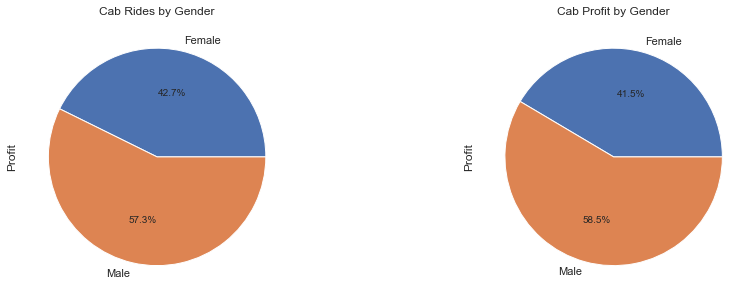 Cab Rides by Gender
Female
42.7%
Profit
57.3%
Male
Cab Profit by Gender
Female
41.5%
Profit
58.5%
Male